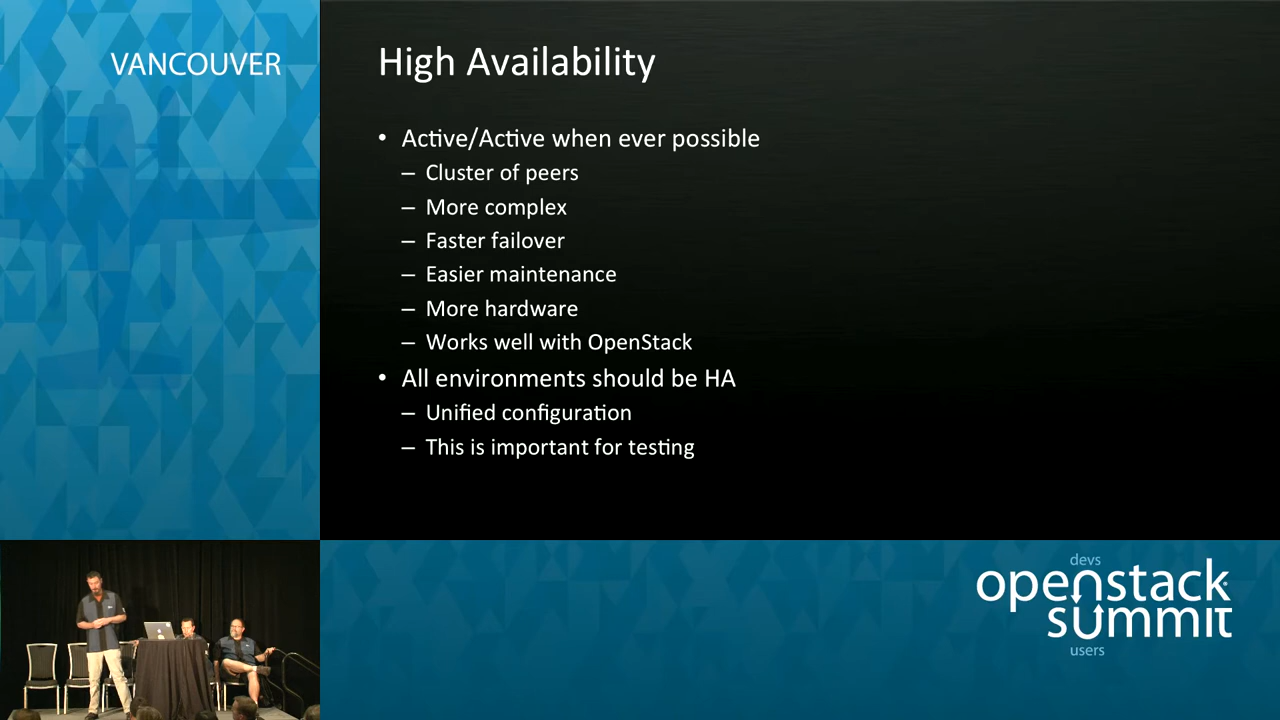 VANCOUVER
High Availability
• Active/Active when ever possible
– Cluster of peers
– More complex
– Faster failover
– Easier maintenance
– More hardware
– Works well with OpenStack
• All environments should be HA
– Unified configuration
– This is important for testing
devs
openstack
summit
users